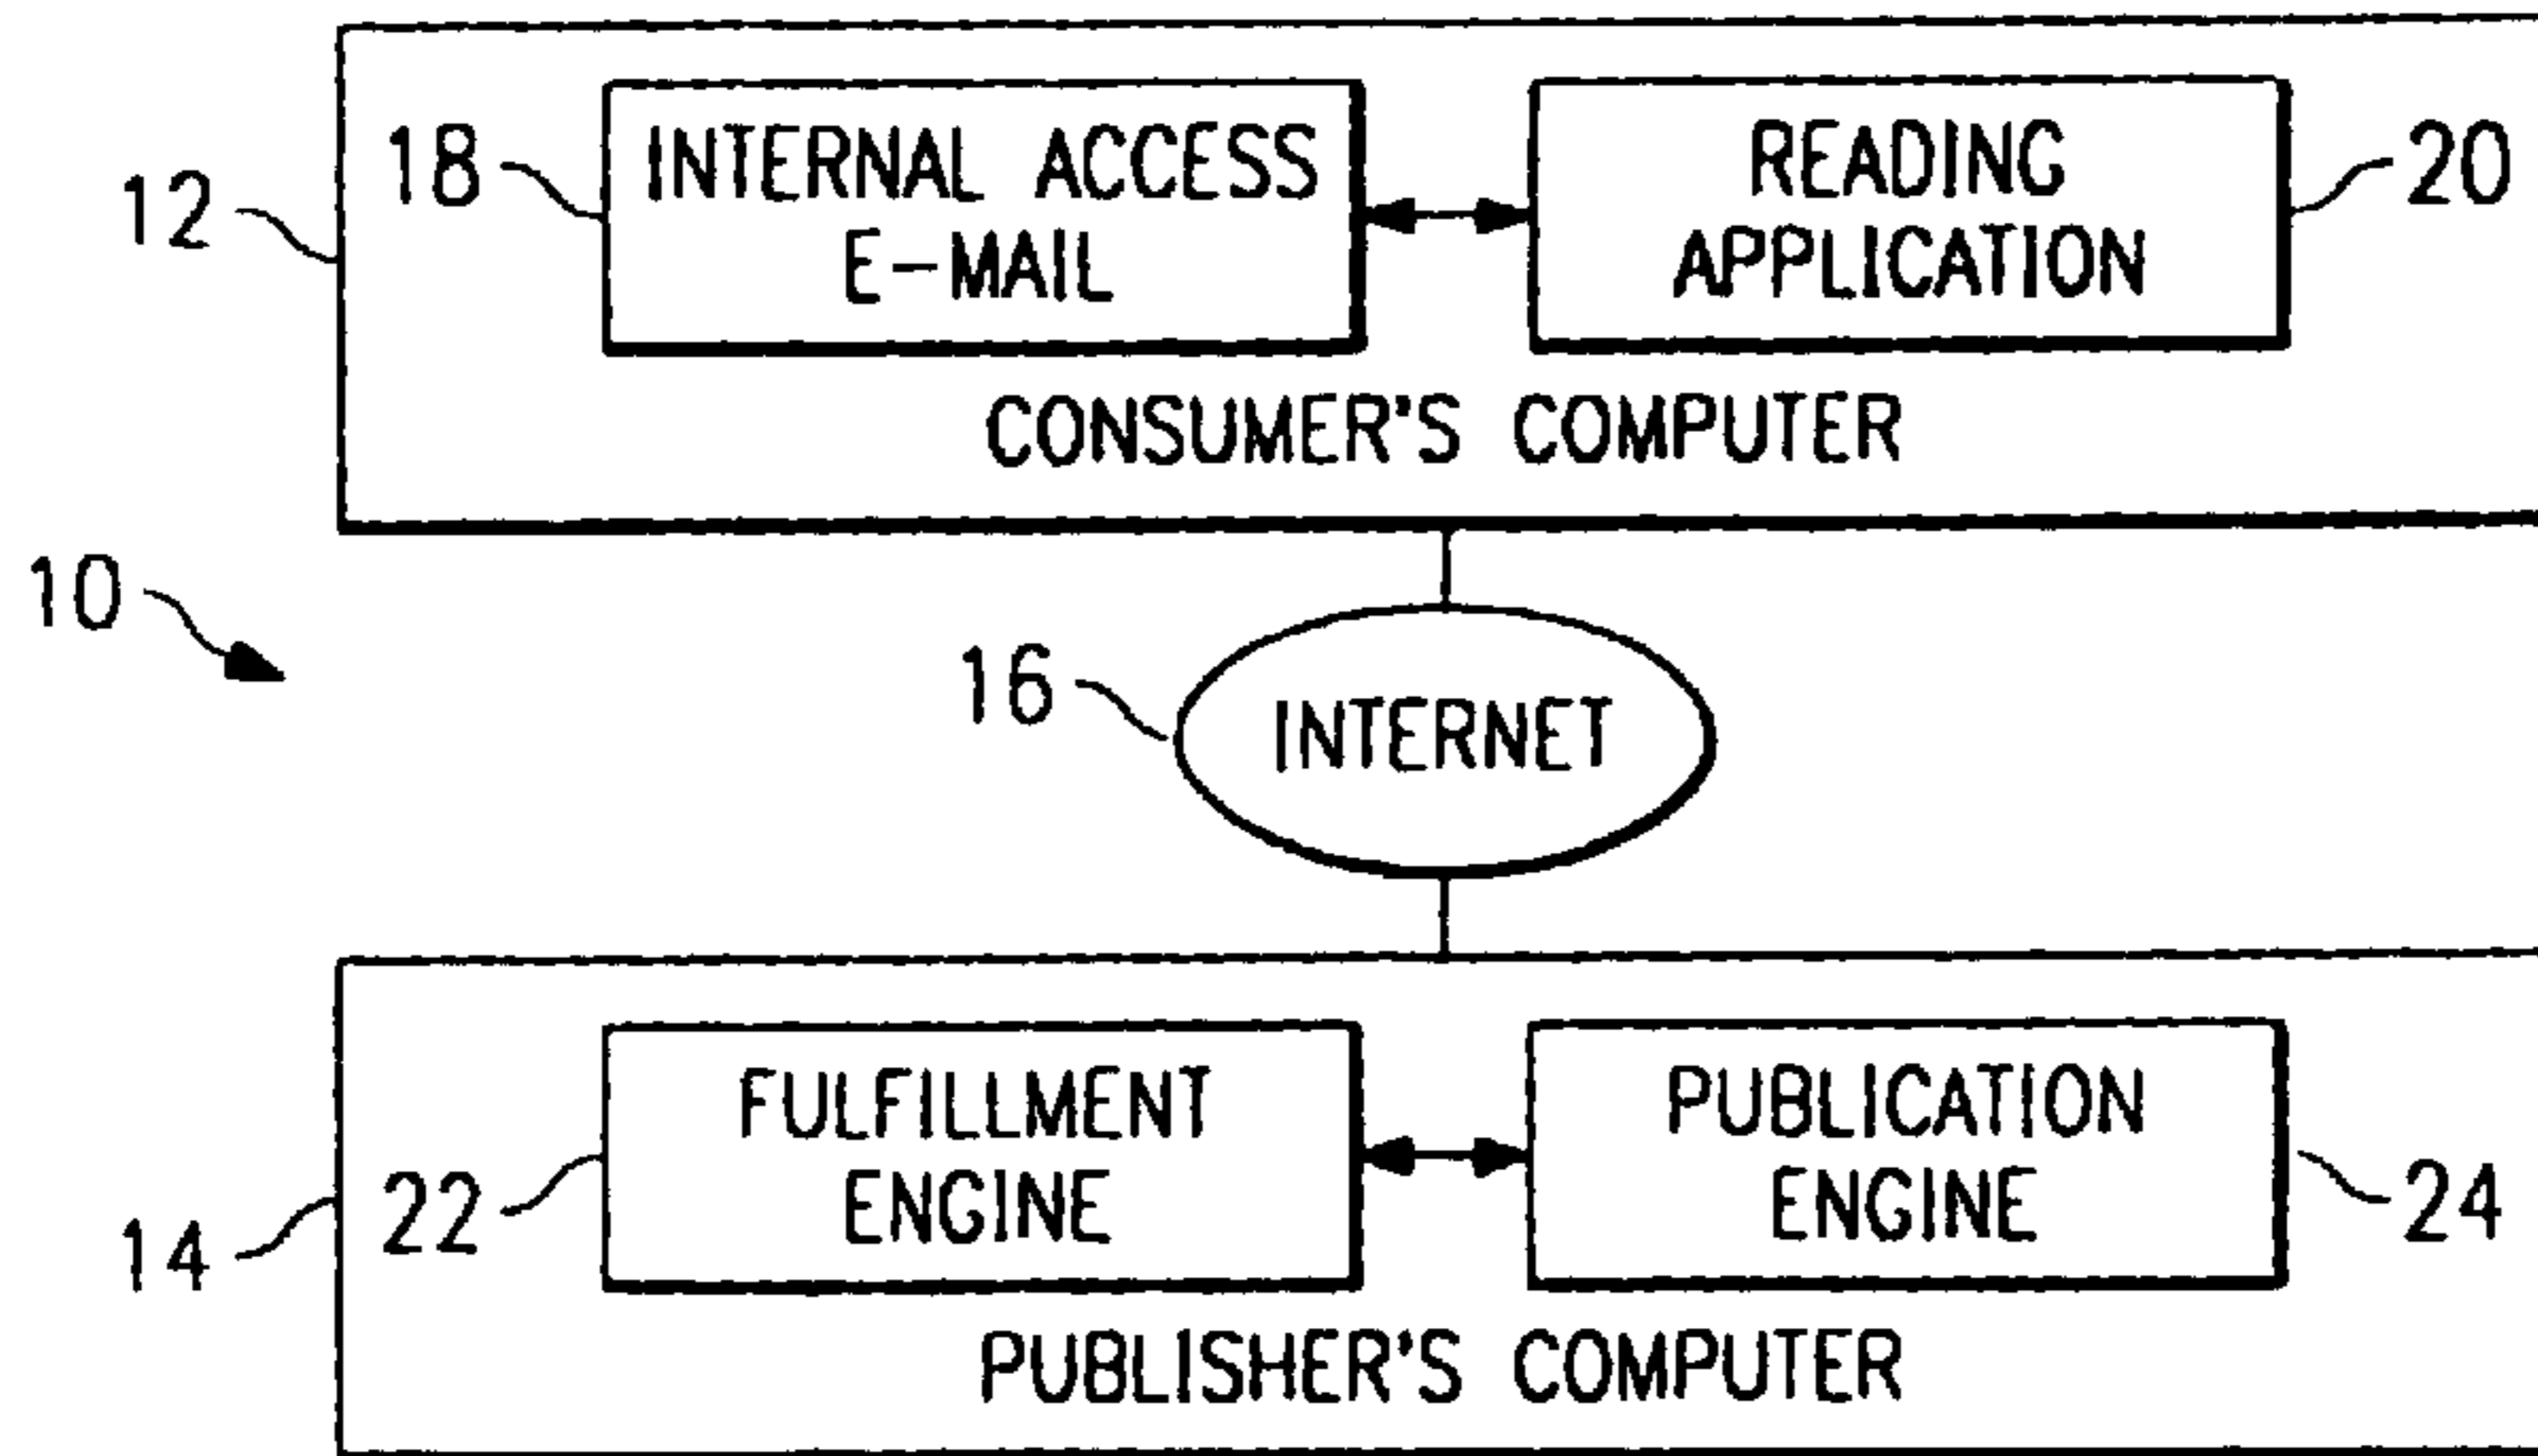 12
18
INTERNAL ACCESS
E-MAIL
READING
APPLICATION
20
CONSUMER'S COMPUTER
10
16
INTERNET
14
22
FULFILLMENT
ENGINE
PUBLICATION
ENGINE
24
PUBLISHER'S COMPUTER